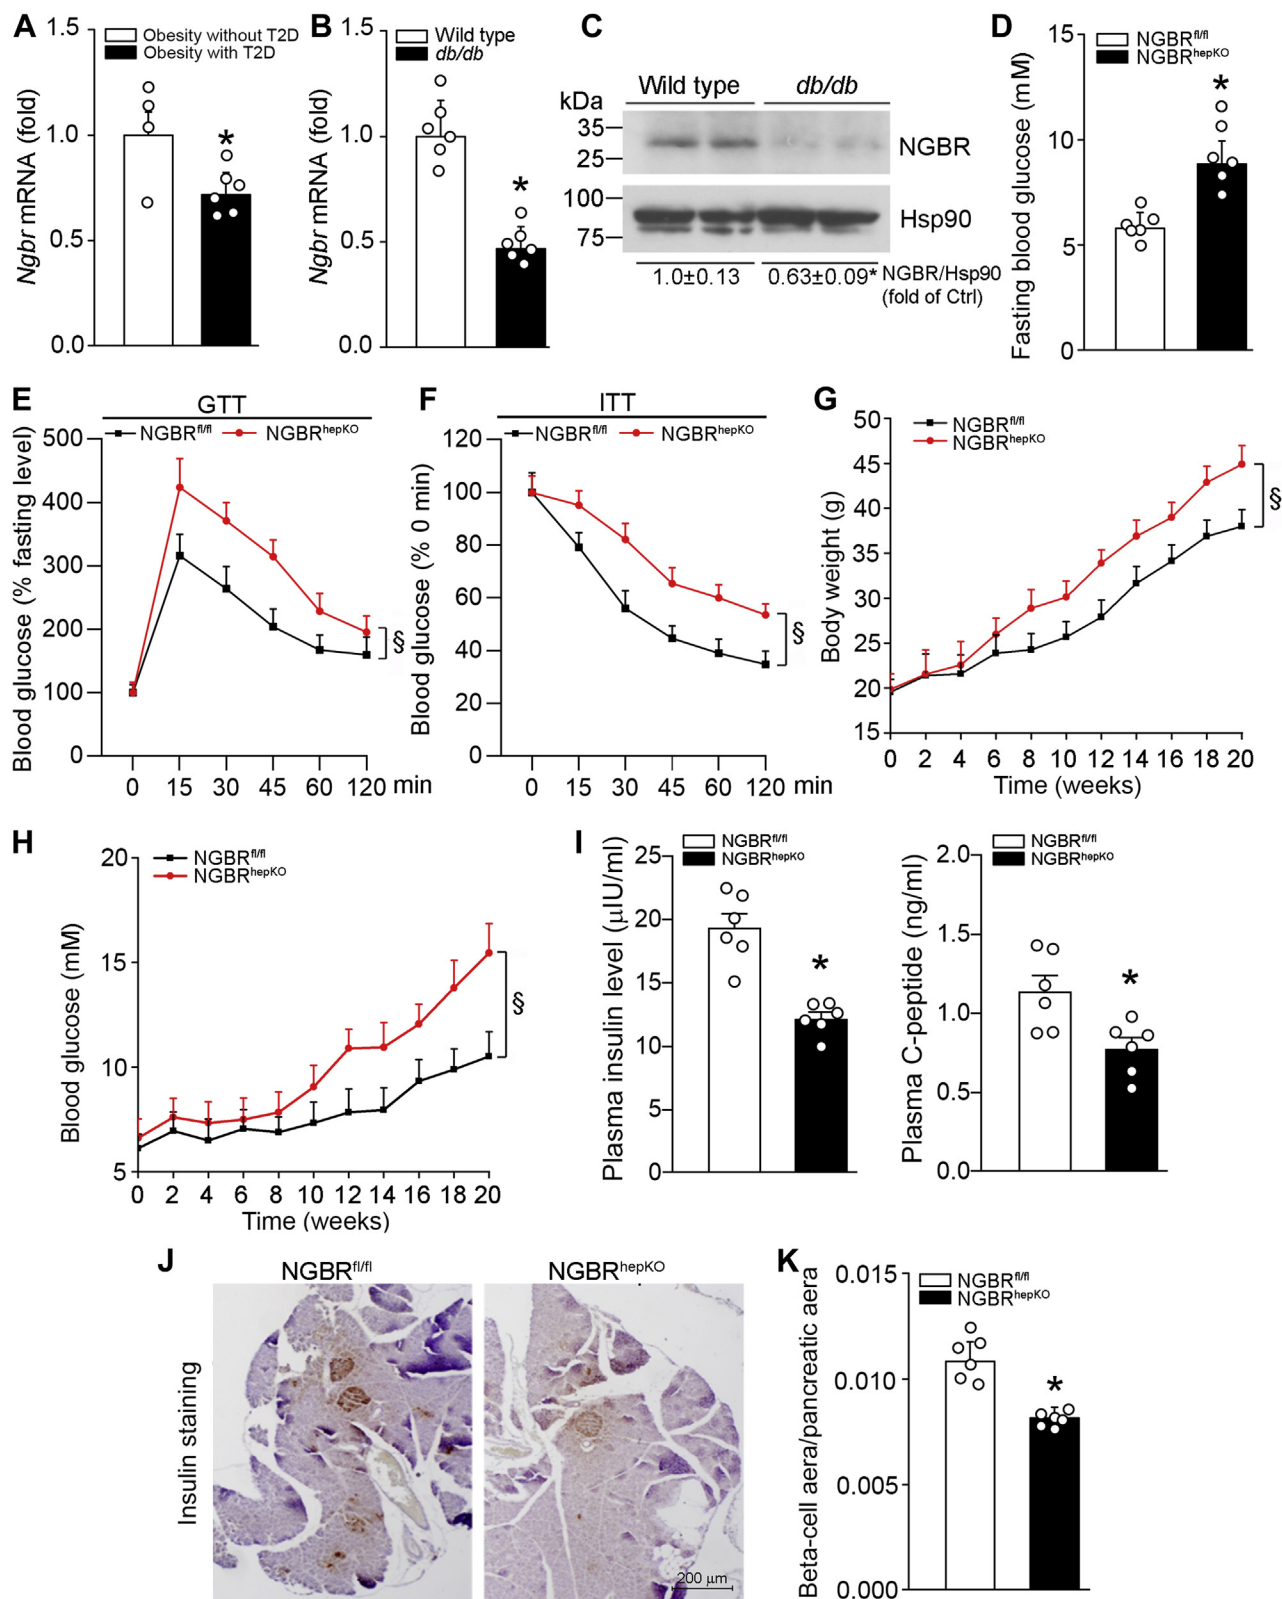 A
1.5
1.0
0.5
0.0
Ngbr mRNA (fold)
Obesity without T2D
Obesity with T2D
*
B
1.5
1.0
0.5
0.0
Ngbr mRNA (fold)
Wild type
db/db
*
C
Wild type db/db
kDa
35
25
NGBR
100
75
Hsp90
1.0±0.13 0.63±0.09* NGBR/Hsp90
(fold of Ctrl)
D
15
10
5
0
Fasting blood glucose (mM)
NGBRfl/fl
NGBRhepKO
*
E
GTT
NGBRfl/fl NGBRhepKO
500
400
300
200
100
0
Blood glucose (% fasting level)
§
0 15 30 45 60 120 min
F
ITT
NGBRfl/fl NGBRhepKO
120
100
80
60
40
20
0
Blood glucose (% 0 min)
§
0 15 30 45 60 120 min
G
50
45
40
35
30
25
20
15
Body weight (g)
NGBRfl/fl
NGBRhepKO
§
0 2 4 6 8 10 12 14 16 18 20
Time (weeks)
H
20
15
10
5
Blood glucose (mM)
NGBRfl/fl
NGBRhepKO
§
0 2 4 6 8 10 12 14 16 18 20
Time (weeks)
I
NGBRfl/fl
NGBRhepKO
25
20
15
10
5
0
Plasma insulin level (μIU/ml)
*
NGBRfl/fl
NGBRhepKO
2.0
1.5
1.0
0.5
0.0
Plasma C-peptide (ng/ml)
*
J
NGBRfl/fl NGBRhepKO
Insulin staining
200 μm
K
0.015
0.010
0.005
0.000
Beta-cell aera/pancreatic aera
NGBRfl/fl
NGBRhepKO
*